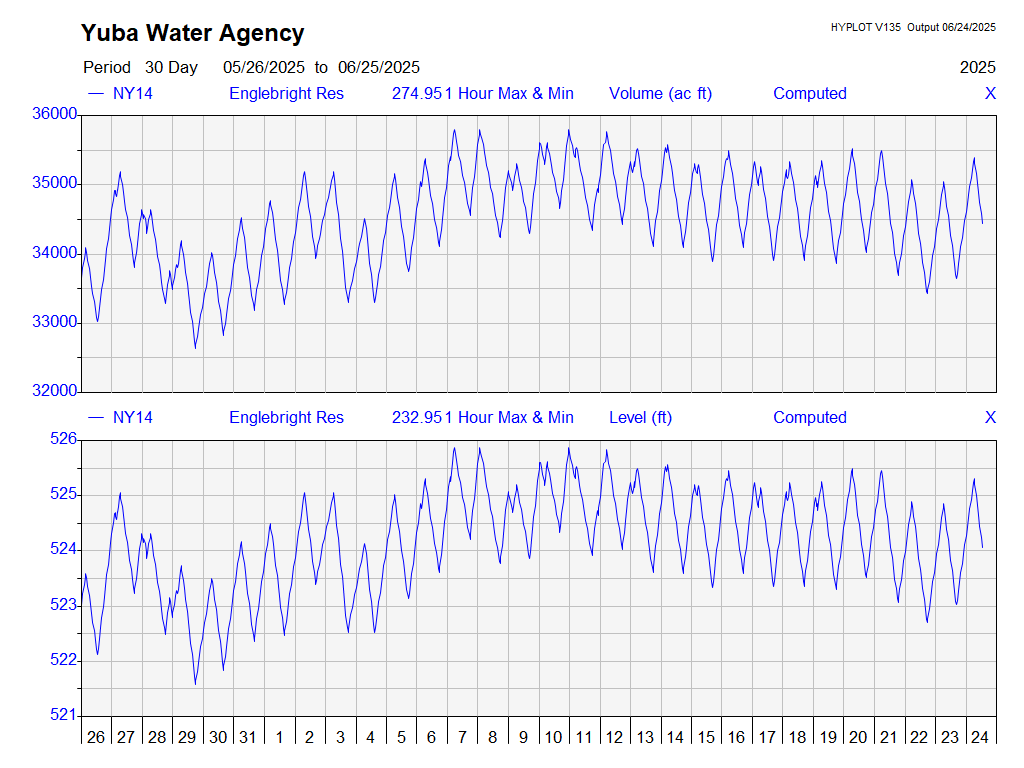 Yuba Water Agency
HYPLOT V135 Output 06/24/2025
Period 30 Day 05/26/2025 to 06/25/2025 2025
NY14 Englebright Res 274.951 Hour Max & Min Volume (ac ft) Computed X
36000
35000
34000
33000
32000
NY14 Englebright Res 232.951 Hour Max & Min Level (ft) Computed X
526
525
524
523
522
521
26 27 28 29 30 31 1 2 3 4 5 6 7 8 9 10 11 12 13 14 15 16 17 18 19 20 21 22 23 24